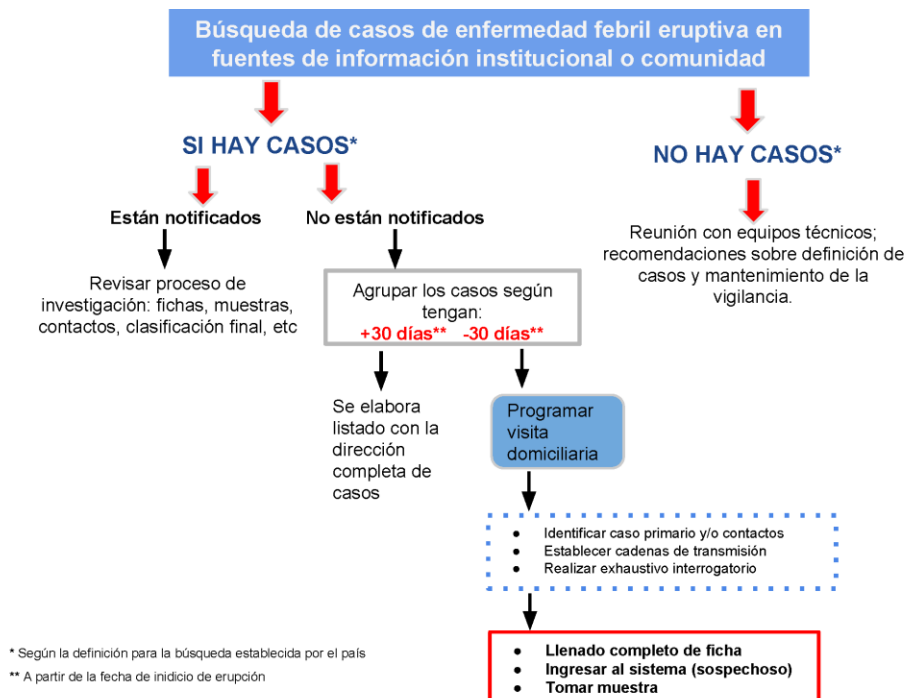 Búsqueda de casos de enfermedad febril eruptiva en
fuentes de información institucional o comunidad
SI HAY CASOS*
NO HAY CASOS*
Están notificados
No están notificados
Reunión con equipos técnicos;
recomendaciones sobre definición de
casos y mantenimiento de la
vigilancia.
Revisar proceso de
investigación: fichas, muestras,
contactos, clasificación final, etc
Agrupar los casos según
tengan:
+30 días** -30 días**
Se elabora
listado con la
dirección
completa de
casos
Programar
visita
domiciliaria
● Identificar caso primario y/o contactos
● Establecer cadenas de transmisión
● Realizar exhaustivo interrogatorio
● Llenado completo de ficha
● Ingresar al sistema (sospechoso)
● Tomar muestra
* Según la definición para la búsqueda establecida por el país
** A partir de la fecha de inidicio de erupción